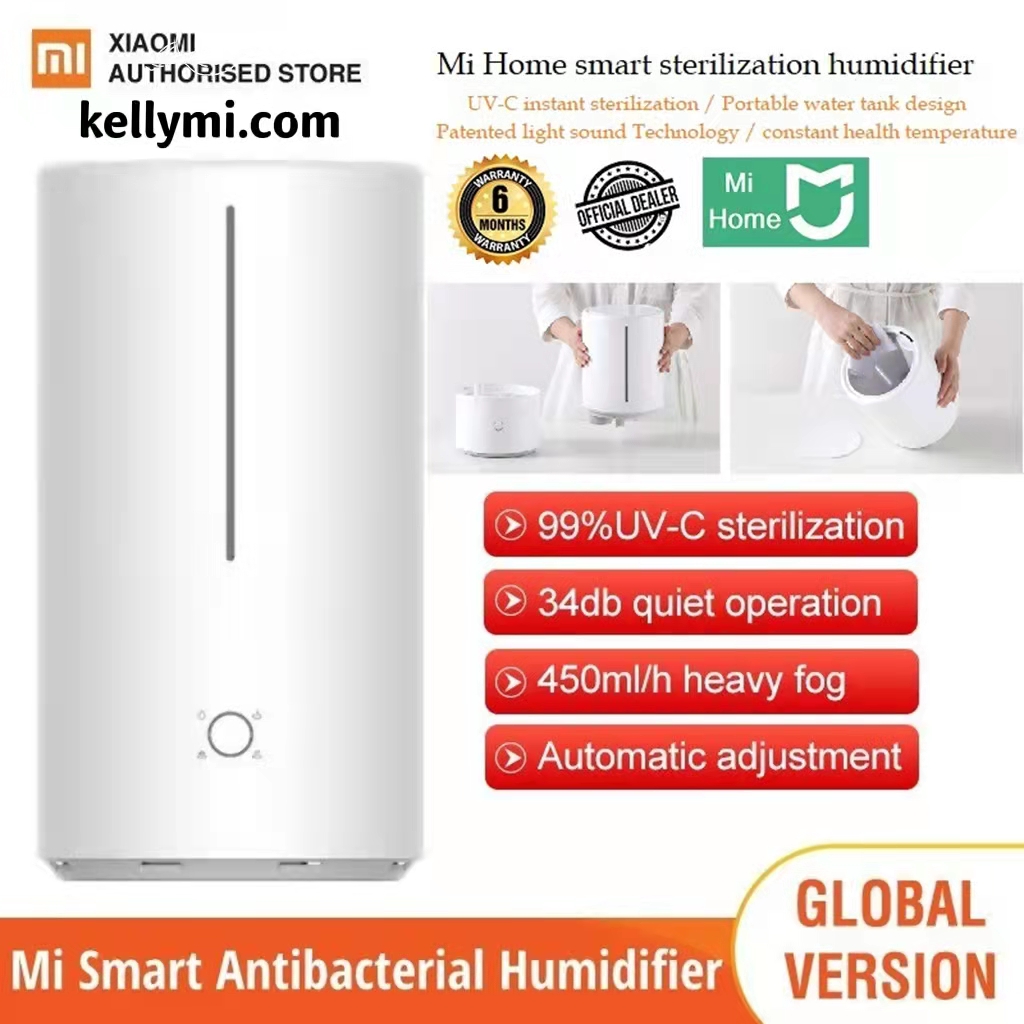 mi
XIAOMI
AUTHORISED STORE
kellymi.com
Mi Home smart sterilization humidifier
UV-C instant sterilization / Portable water tank design
Patented light sound Technology / constant health temperature
WARRANTY
6
MONTHS
WARRANTY
OFFICIAL DEALER
Mi
Home
99%UV-C sterilization
34db quiet operation
450ml/h heavy fog
Automatic adjustment
Mi Smart Antibacterial Humidifier
GLOBAL
VERSION